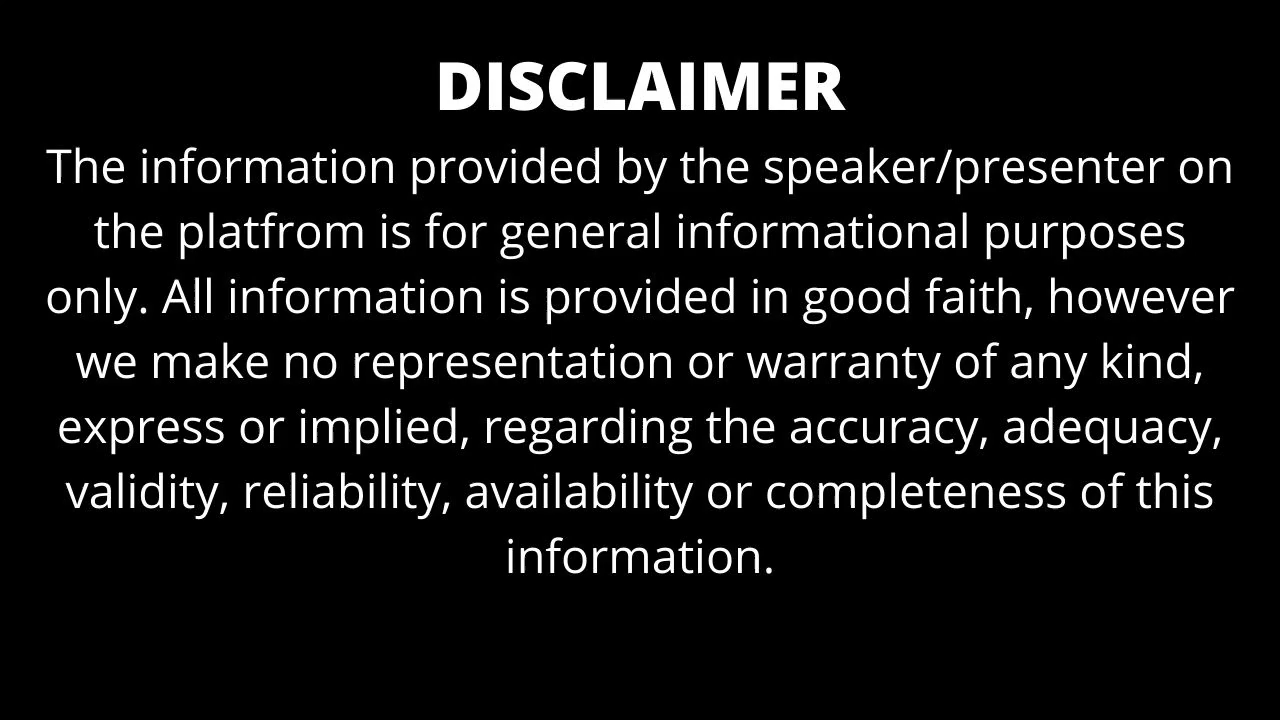 DISCLAIMER
The information provided by the speaker/presenter on
the platfrom is for general informational purposes
only. All information is provided in good faith, however
we make no representation or warranty of any kind,
express or implied, regarding the accuracy, adequacy,
validity, reliability, availability or completeness of this
information.